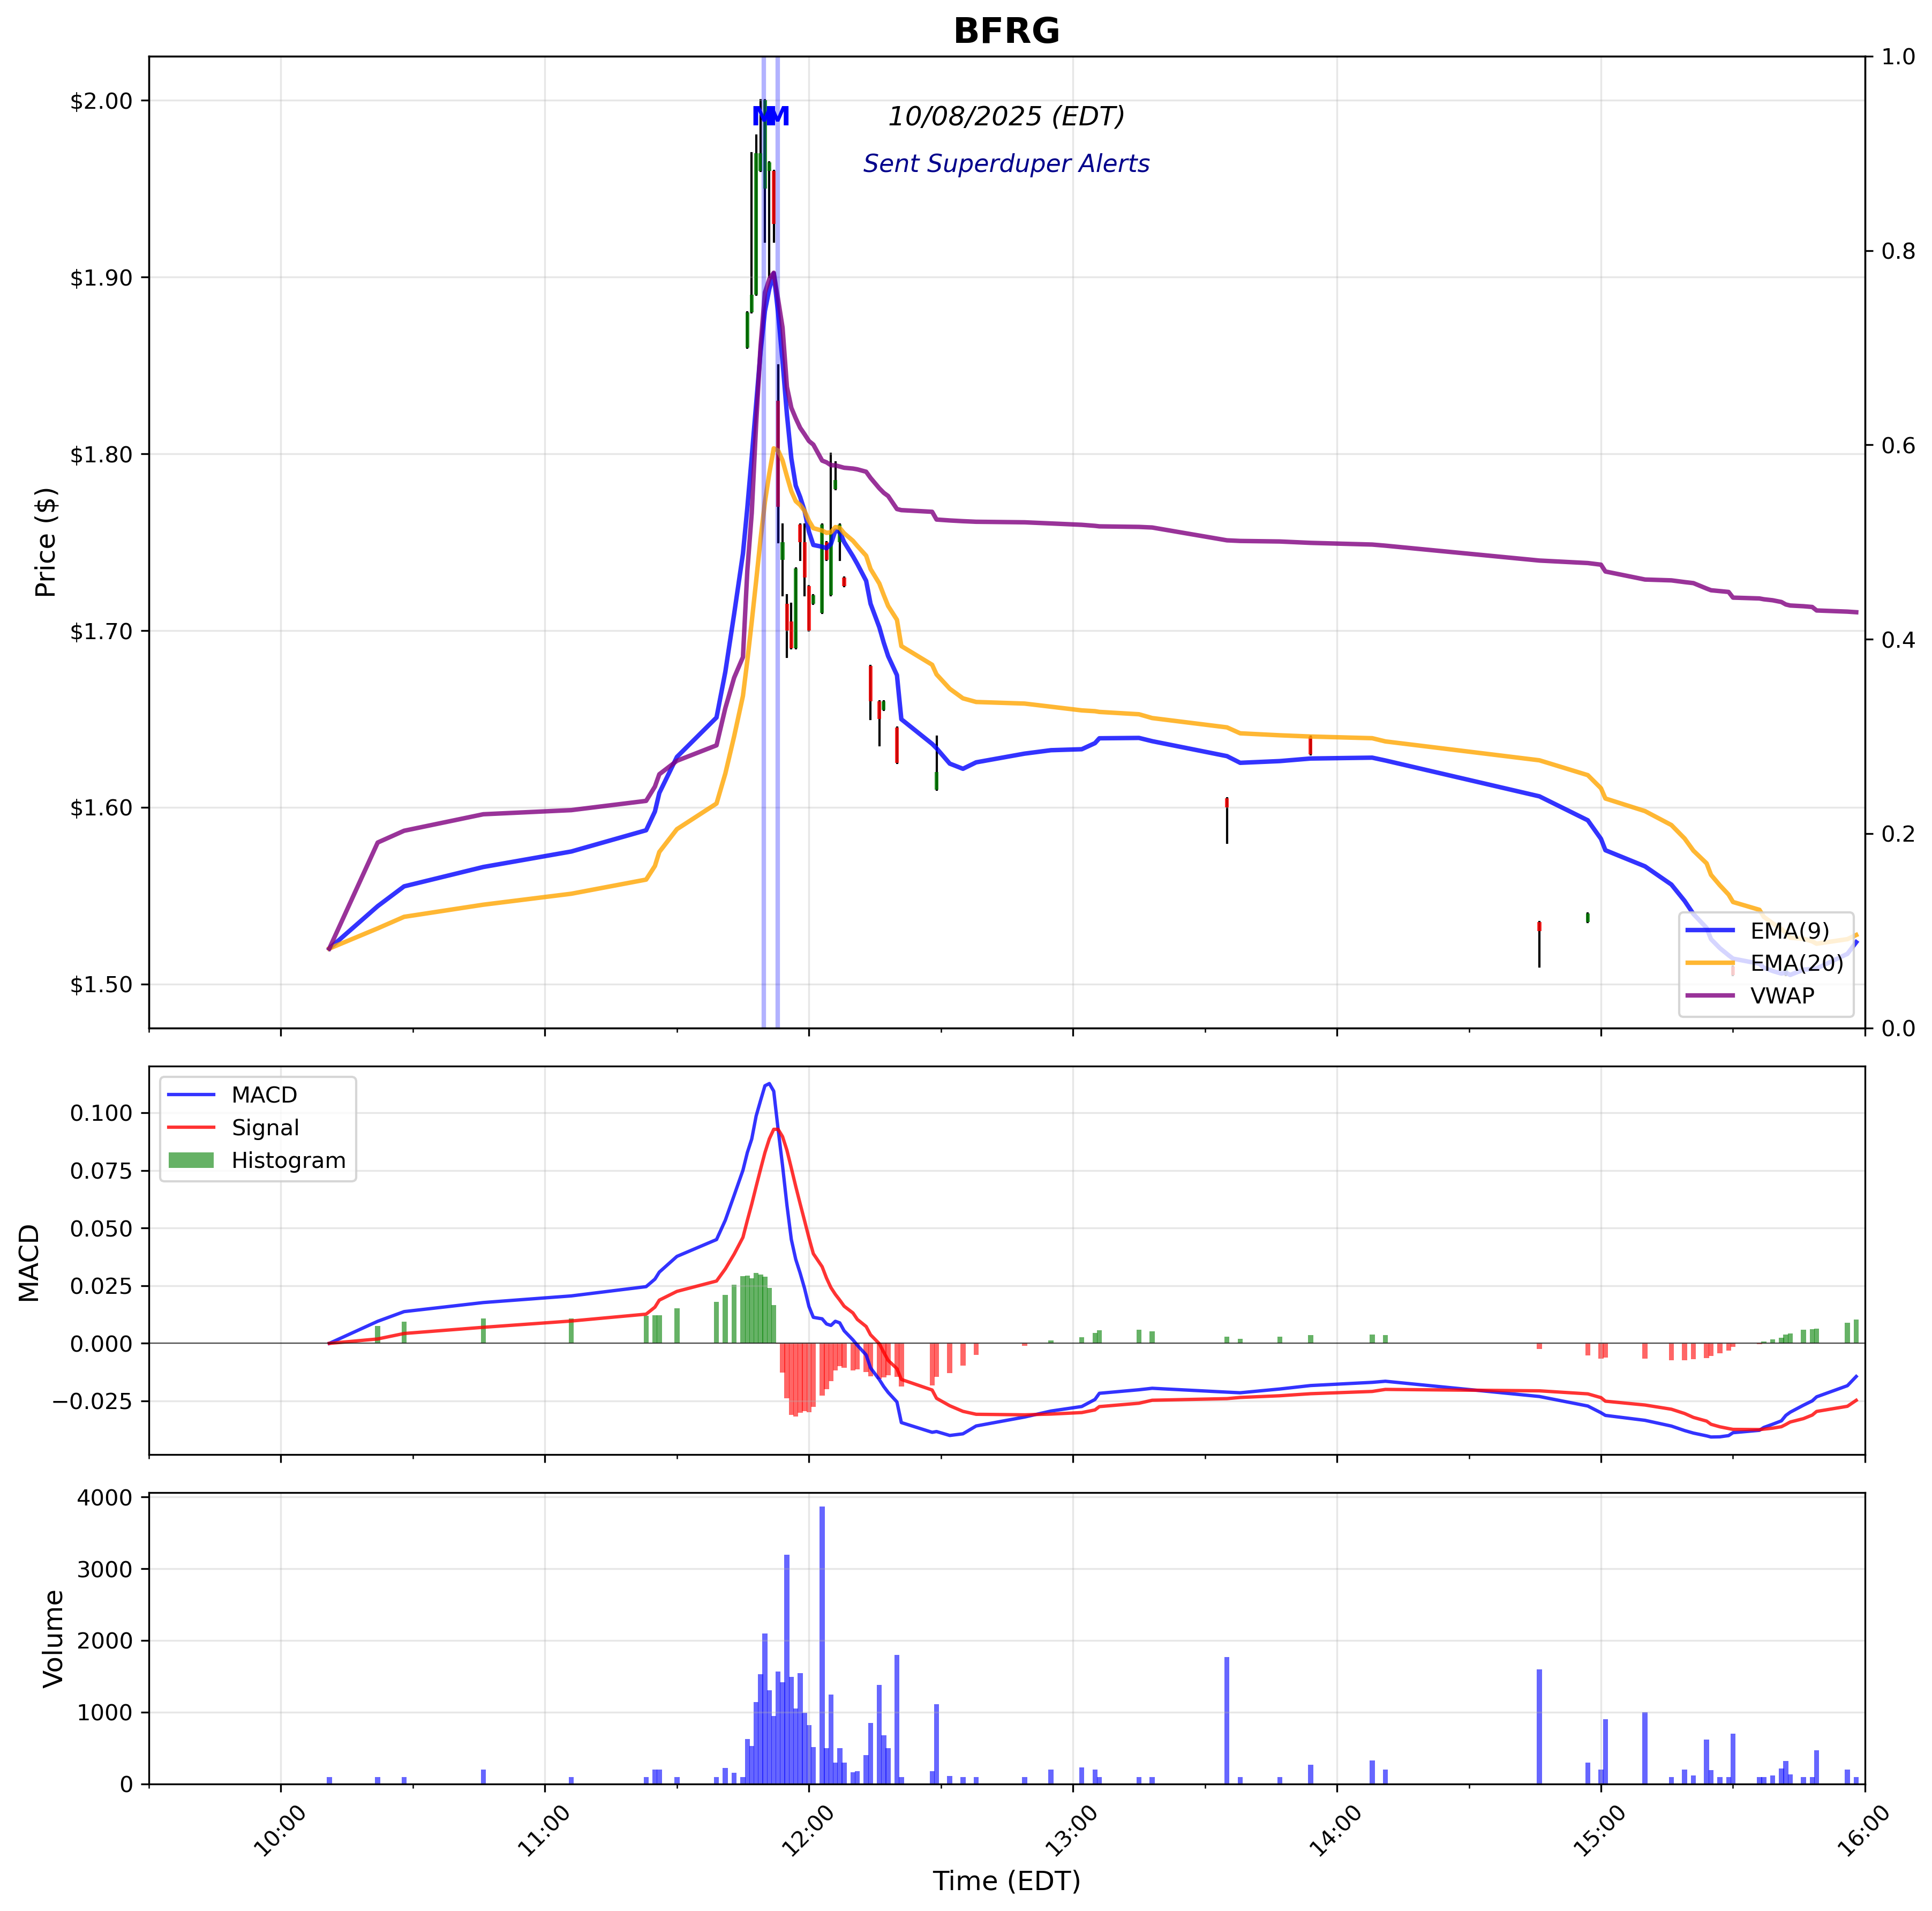 BFRG
$2.00
$1.90
$1.80
$1.70
$1.60
$1.50
Price ($)
1.0
0.8
0.6
0.4
0.2
0.0
M
M
10/08/2025 (EDT)
Sent Superduper Alerts
EMA(9)
EMA(20)
VWAP
MACD
Signal
Histogram
0.100
0.075
0.050
0.025
0.000
−0.025
MACD
4000
3000
2000
1000
0
Volume
10:00
11:00
12:00
13:00
14:00
15:00
16:00
Time (EDT)